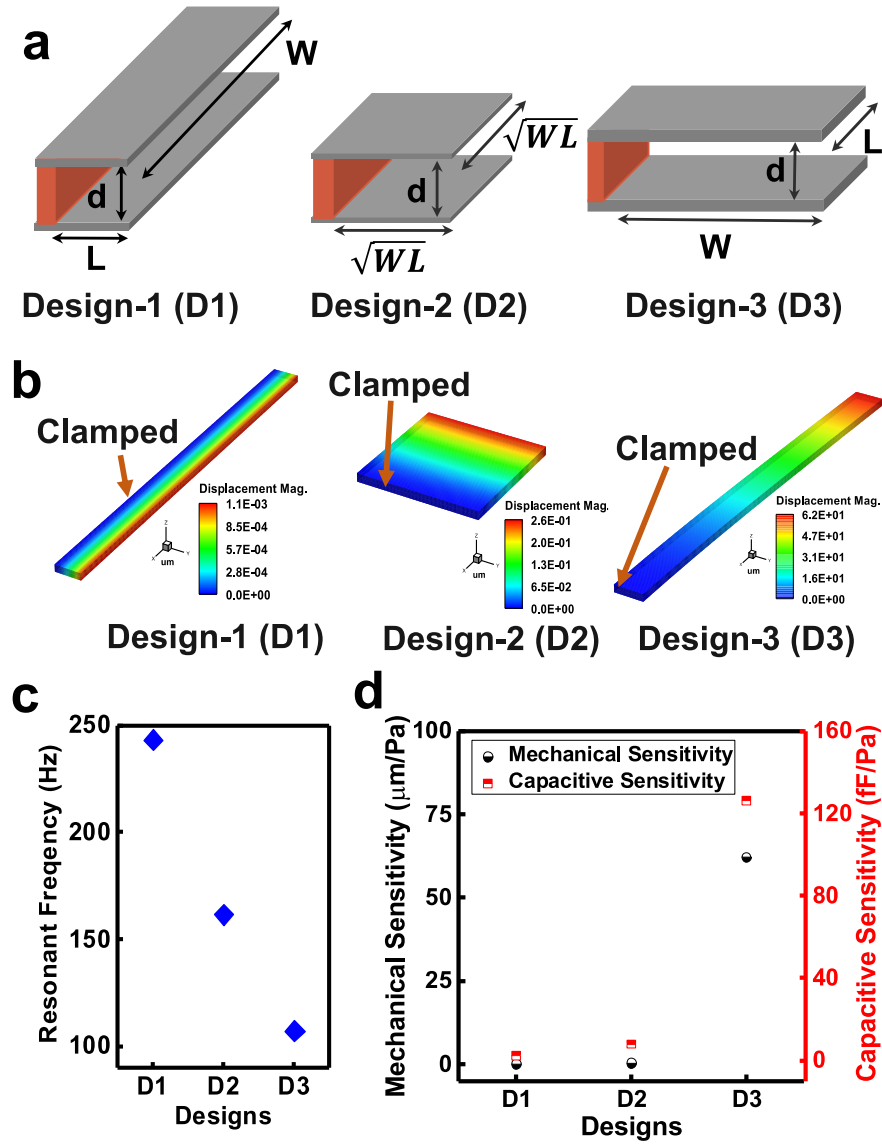 a
W
d
L
Design-1 (D1)
√WL
d
√WL
Design-2 (D2)
L
d
W
Design-3 (D3)
b
Clamped
Displacement Mag.
1.1E-03
8.5E-04
5.7E-04
2.8E-04
0.0E+00
Z
X
Y
um
Design-1 (D1)
Clamped
Displacement Mag.
2.6E-01
2.0E-01
1.3E-01
6.5E-02
0.0E+00
Z
X
Y
um
Design-2 (D2)
Clamped
Displacement Mag.
6.2E+01
4.7E+01
3.1E+01
1.6E+01
0.0E+00
Z
X
Y
um
Design-3 (D3)
c
Resonant Freqency (Hz)
250
200
150
100
D1 D2 D3
Designs
d
Mechanical Sensitivity (μm/Pa)
100
75
50
25
0
Mechanical Sensitivity
Capacitive Sensitivity
D1 D2 D3
Designs
160
120
80
40
0
Capacitive Sensitivity (fF/Pa)